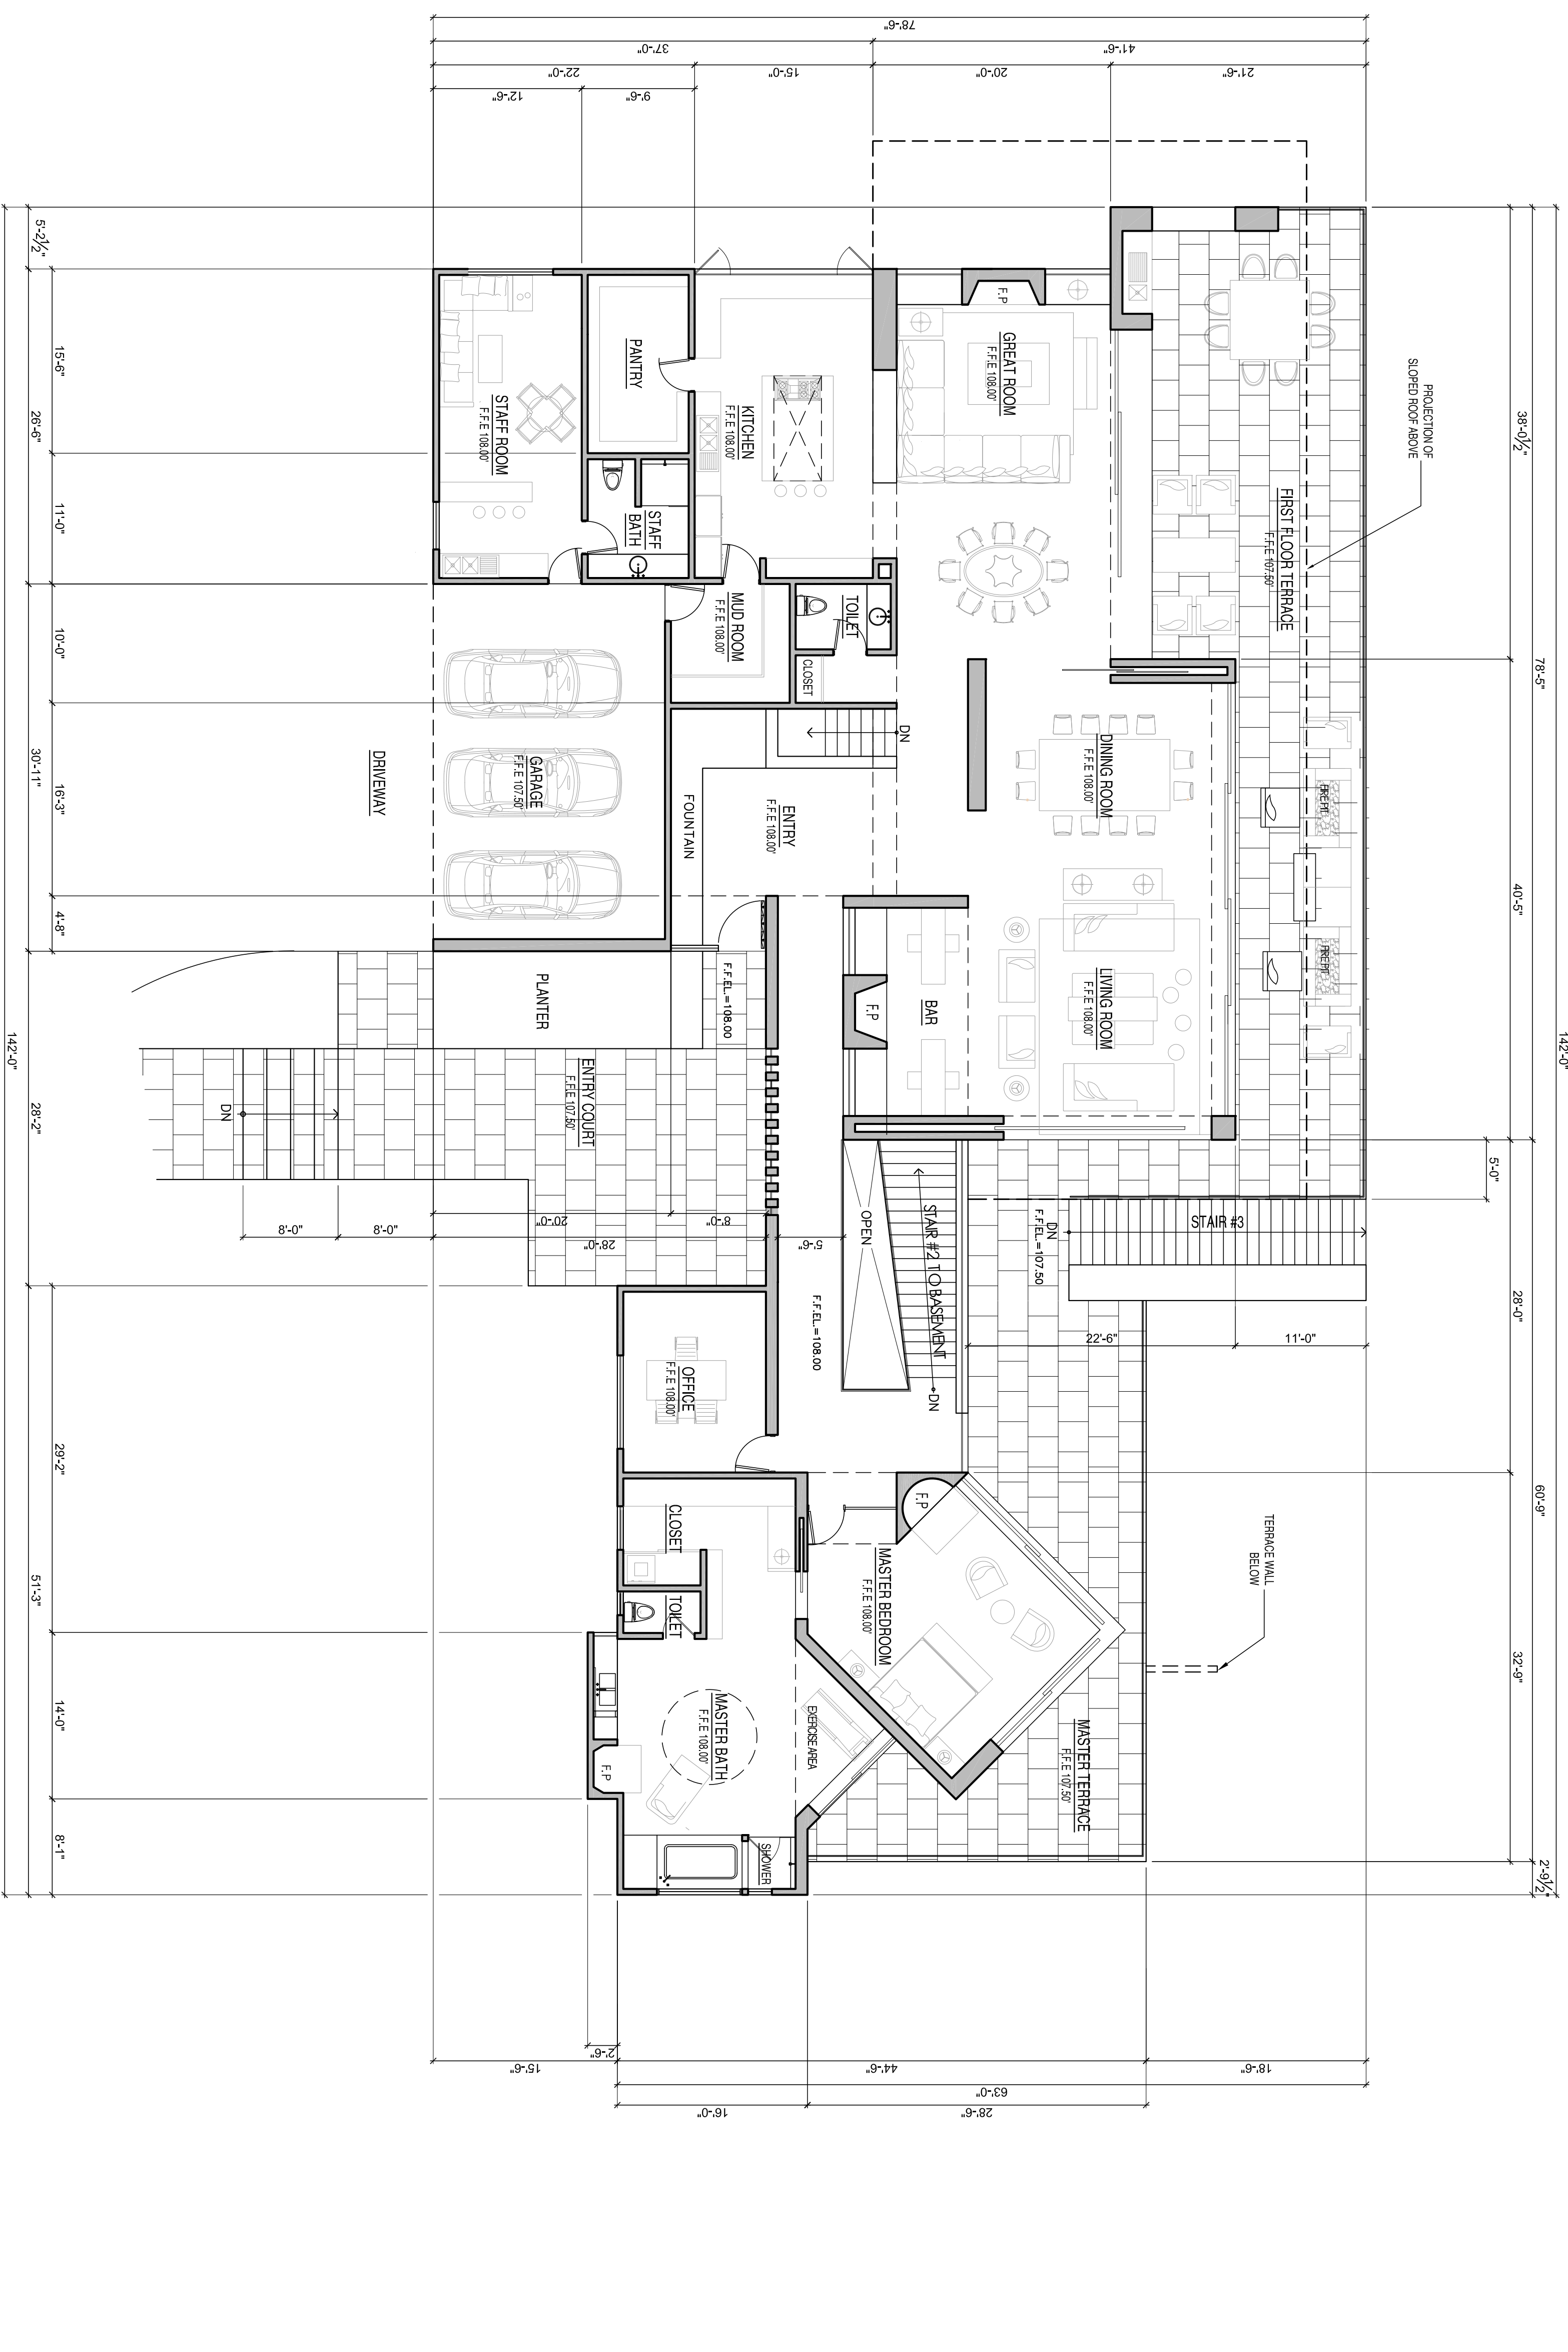 142'-0"
78'-5"
60'-9"
2'-9½"
38'-0½"
40'-5"
28'-0"
32'-9"
5'-0"
PROJECTION OF
SLOPED ROOF ABOVE
TERRACE WALL
BELOW
78'-6"
41'-6"
37'-0"
21'-6"
20'-0"
15'-0"
22'-0"
9'-6"
12'-6"
FIRST FLOOR TERRACE
F.F.E 107.50'
FIREPIT
FIREPIT
STAIR #3
DN
F.F.EL.=107.50
11'-0"
22'-6"
MASTER TERRACE
F.F.E 107.50'
GREAT ROOM
F.F.E 108.00'
F.P
DINING ROOM
F.F.E 108.00'
LIVING ROOM
F.F.E 108.00'
BAR
F.P
STAIR #2 TO BASEMENT
DN
OPEN
F.F.EL.=108.00
5'-6"
F.P
MASTER BEDROOM
F.F.E 108.00'
EXERCISE AREA
KITCHEN
F.F.E 108.00'
PANTRY
STAFF
BATH
STAFF ROOM
F.F.E 108.00'
TOILET
CLOSET
MUD ROOM
F.F.E 108.00'
DN
ENTRY
F.F.E 108.00'
FOUNTAIN
GARAGE
F.F.E 107.50'
DRIVEWAY
F.F.EL.=108.00
PLANTER
ENTRY COURT
F.F.E 107.50'
DN
8'-0"
20'-0"
28'-0"
8'-0"
8'-0"
OFFICE
F.F.E 108.00'
CLOSET
TOILET
MASTER BATH
F.F.E 108.00'
SHOWER
F.P
18'-6"
44'-6"
15'-6"
2'-6"
63'-0"
28'-6"
16'-0"
15'-6"
11'-0"
10'-0"
16'-3"
4'-8"
29'-2"
14'-0"
8'-1"
5'-2½"
26'-6"
30'-11"
28'-2"
51'-3"
142'-0"